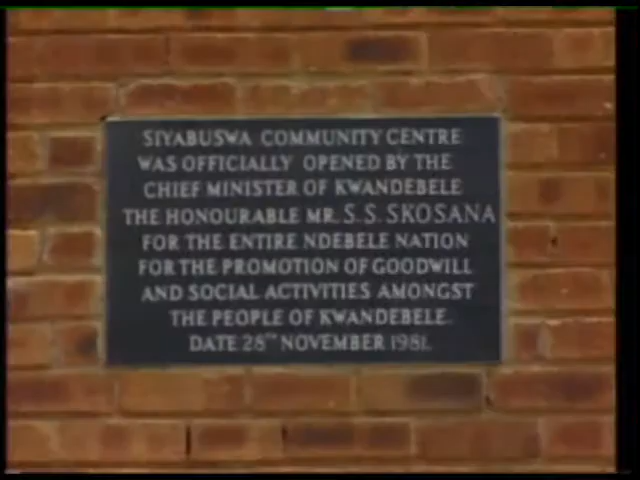 SIYABUSWA COMMUNITY CENTRE
WAS OFFICIALLY OPENED BY THE
CHIEF MINISTER OF KWANDEBELE
THE HONOURABLE MR. S.S. SKOSANA
FOR THE ENTIRE NDEBELE NATION
FOR THE PROMOTION OF GOODWILL
AND SOCIAL ACTIVITIES AMONGST
THE PEOPLE OF KWANDEBELE.
DATE 28TH NOVEMBER 1981.